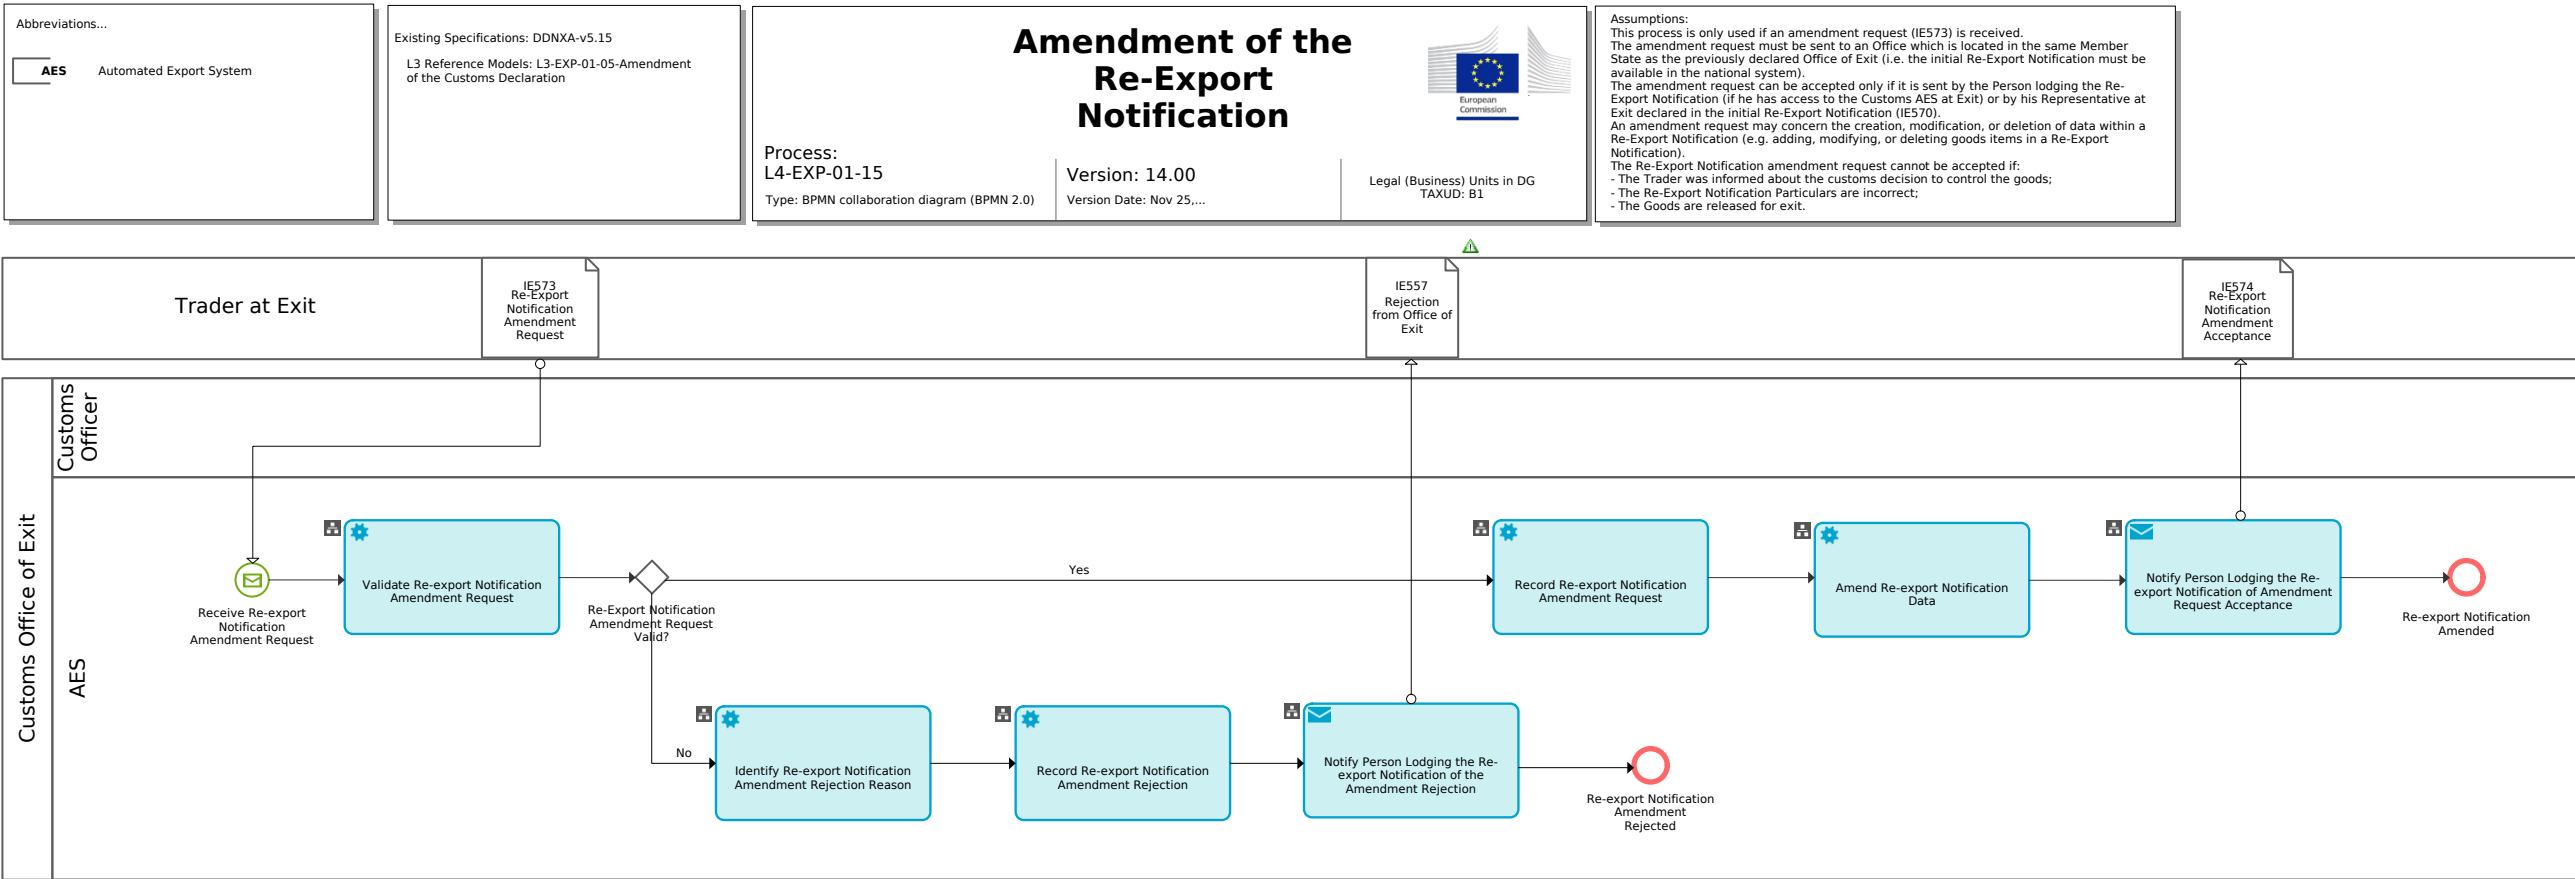 Abbreviations...
AES
Automated Export System
Existing Specifications: DDNXA-v5.15
L3 Reference Models: L3-EXP-01-05-Amendment
of the Customs Declaration
Amendment of the
Re-Export
Notification
European
Commission
Process:
L4-EXP-01-15
Type: BPMN collaboration diagram (BPMN 2.0)
Version: 14.00
Version Date: Nov 25,...
Legal (Business) Units in DG
TAXUD: B1
Assumptions:
This process is only used if an amendment request (IE573) is received.
The amendment request must be sent to an Office which is located in the same Member
State as the previously declared Office of Exit (i.e. the initial Re-Export Notification must be
available in the national system).
The amendment request can be accepted only if it is sent by the Person lodging the Re-
Export Notification (if he has access to the Customs AES at Exit) or by his Representative at
Exit declared in the initial Re-Export Notification (IE570).
An amendment request may concern the creation, modification, or deletion of data within a
Re-Export Notification (e.g. adding, modifying, or deleting goods items in a Re-Export
Notification).
The Re-Export Notification amendment request cannot be accepted if:
- The Trader was informed about the customs decision to control the goods;
- The Re-Export Notification Particulars are incorrect;
- The Goods are released for exit.
Trader at Exit
IE573
Re-Export
Notification
Amendment
Request
IE557
Rejection
from Office of
Exit
IE574
Re-Export
Notification
Amendment
Acceptance
Customs Office of Exit
Customs
Officer
AES
Receive Re-export
Notification
Amendment Request
Validate Re-export Notification
Amendment Request
Re-Export Notification
Amendment Request
Valid?
Yes
Record Re-export Notification
Amendment Request
Amend Re-export Notification
Data
Notify Person Lodging the Re-
export Notification of Amendment
Request Acceptance
Re-export Notification
Amended
No
Identify Re-export Notification
Amendment Rejection Reason
Record Re-export Notification
Amendment Rejection
Notify Person Lodging the Re-
export Notification of the
Amendment Rejection
Re-export Notification
Amendment
Rejected